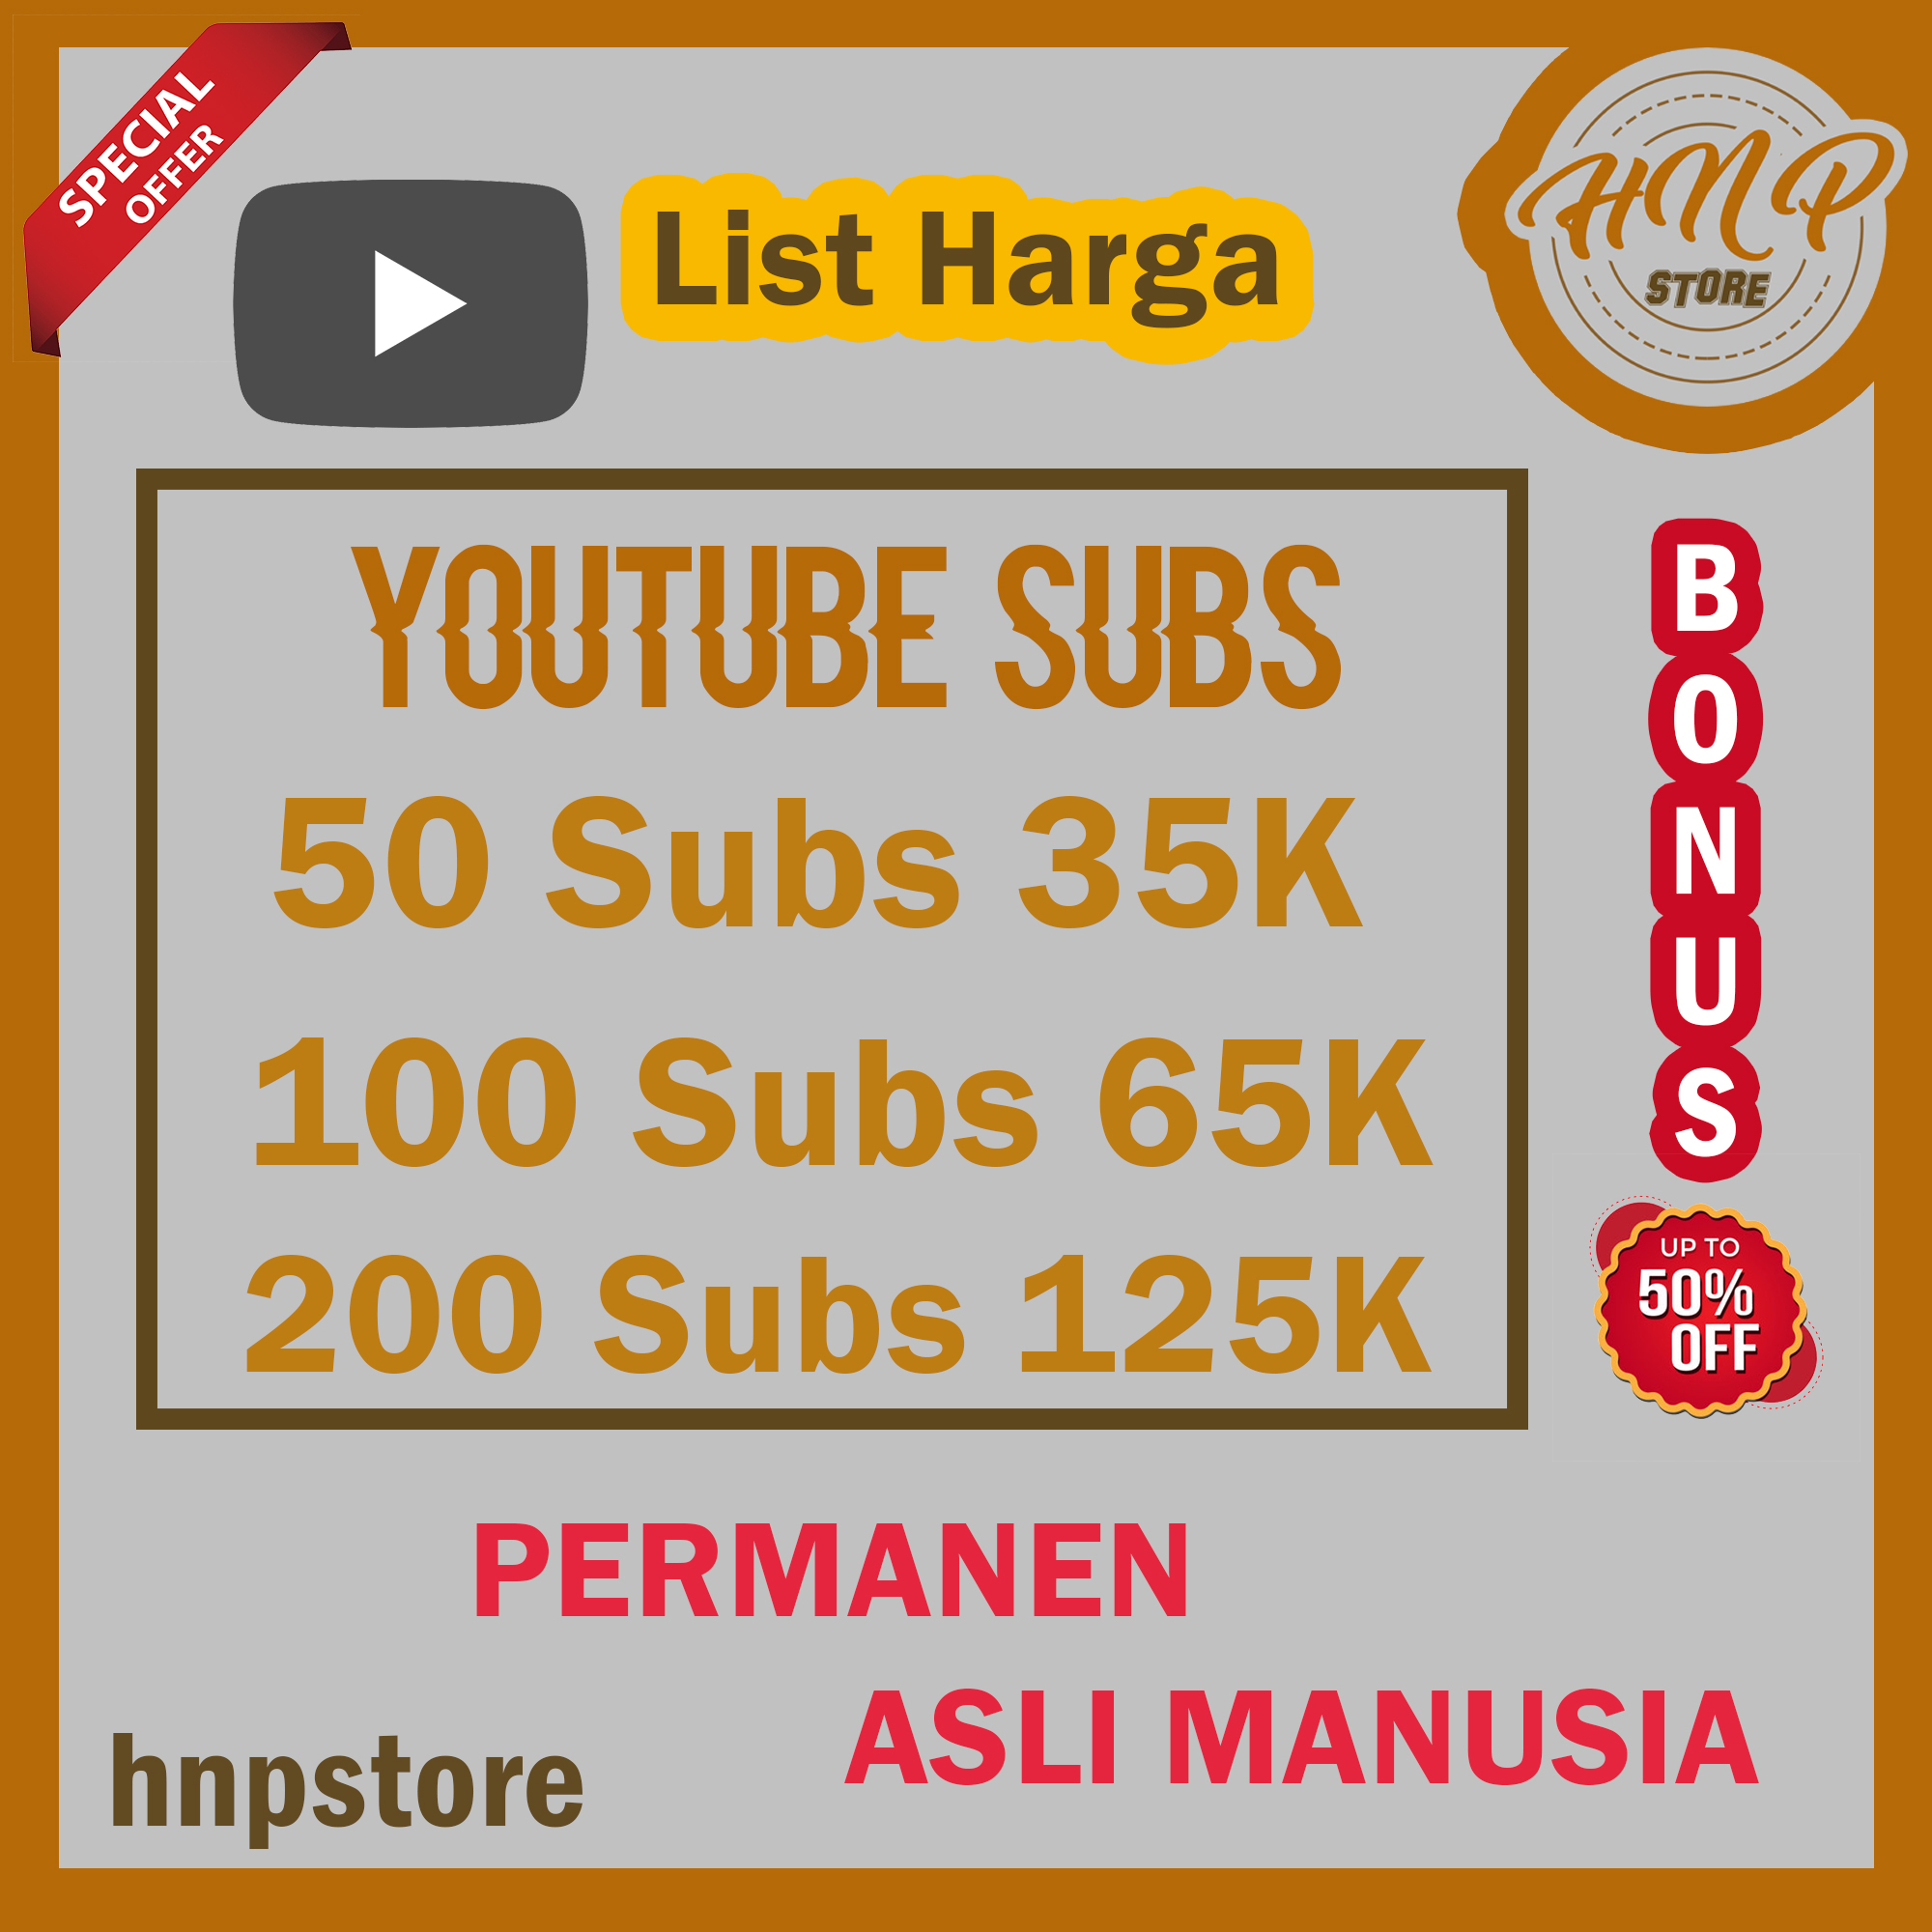 SPECIAL
OFFER
List Harga
HNP
STORE
YOUTUBE SUBS
50 Subs 35K
100 Subs 65K
200 Subs 125K
BONUS
UP TO
50%
OFF
PERMANEN
ASLI MANUSIA
hnpstore